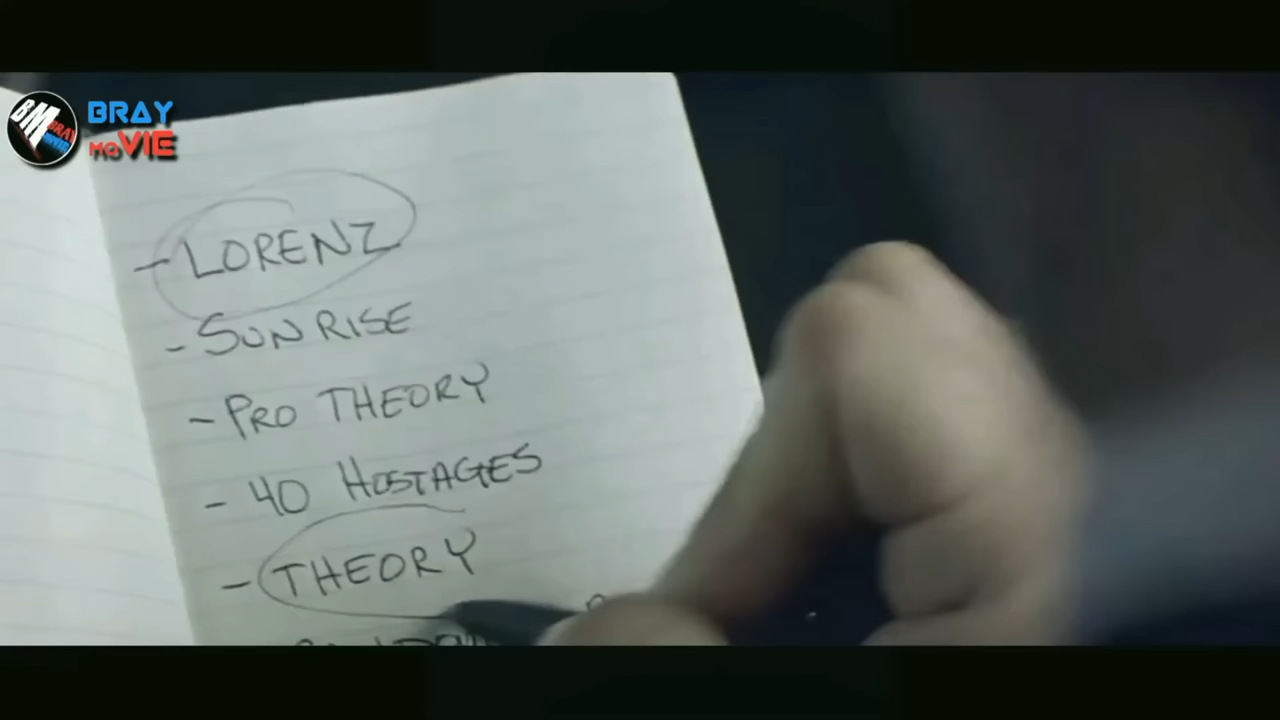 BRAY
MOVIE
- LORENZ
- SUNRISE
- PRO THEORY
- 40 HOSTAGES
- THEORY